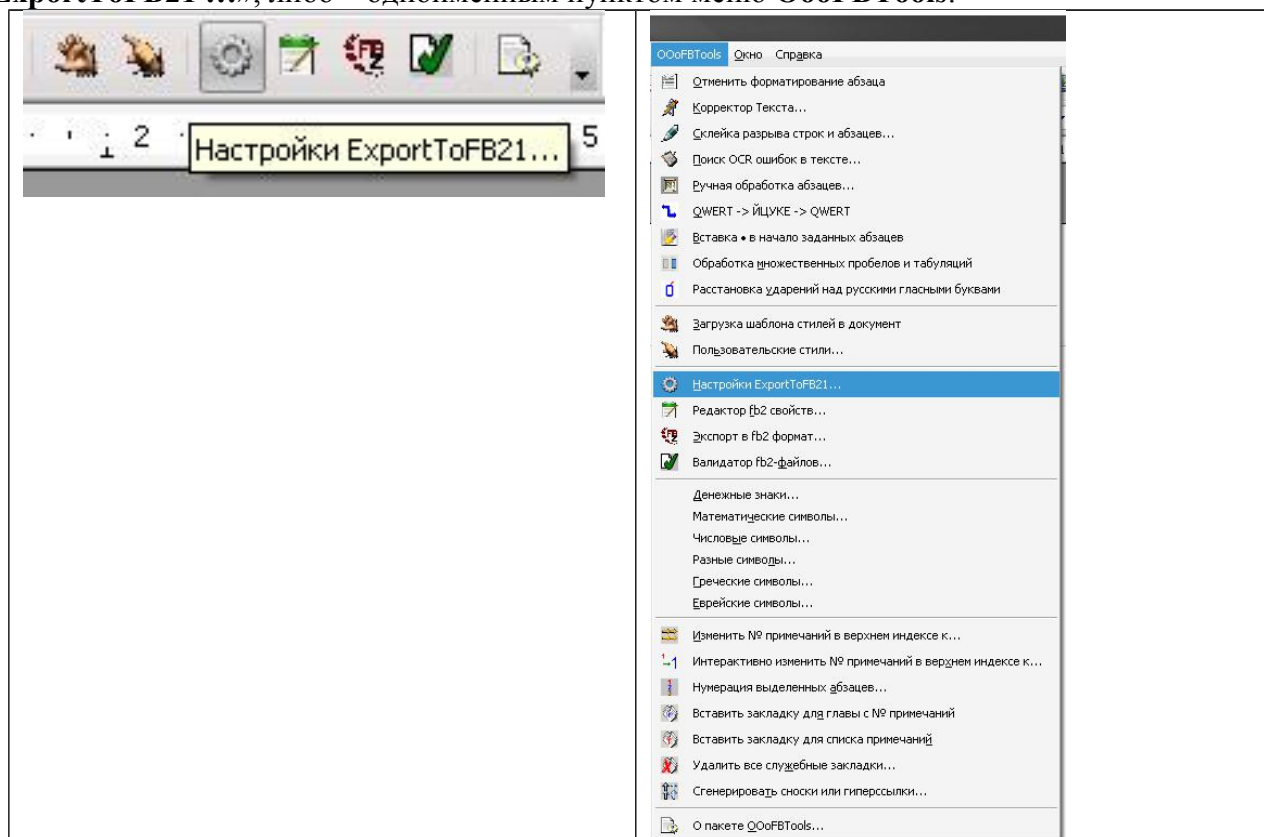 ExportToFB21 …», либо – одноименным пунктом меню OooFBTools.
2 5
Настройки ExportToFB21...
OOoFBTools Окно Справка
Отменить форматирование абзаца
Корректор Текста...
Склейка разрыва строк и абзацев...
Поиск OCR ошибок в тексте...
Ручная обработка абзацев...
QWERT -> ЙЦУКЕ -> QWERT
Вставка • в начало заданных абзацев
Обработка множественных пробелов и табуляций
Расстановка ударений над русскими гласными буквами
Загрузка шаблона стилей в документ
Пользовательские стили...
Настройки ExportToFB21...
Редактор fb2 свойств...
Экспорт в fb2 формат...
Валидатор fb2-файлов...
Денежные знаки...
Математические символы...
Числовые символы...
Разные символы...
Греческие символы...
Еврейские символы...
Изменить № примечаний в верхнем индексе к...
Интерактивно изменить № примечаний в верхнем индексе к...
Нумерация выделенных абзацев...
Вставить закладку для главы с № примечаний
Вставить закладку для списка примечаний
Удалить все служебные закладки...
Сгенерировать сноски или гиперссылки...
О пакете OOoFBTools...